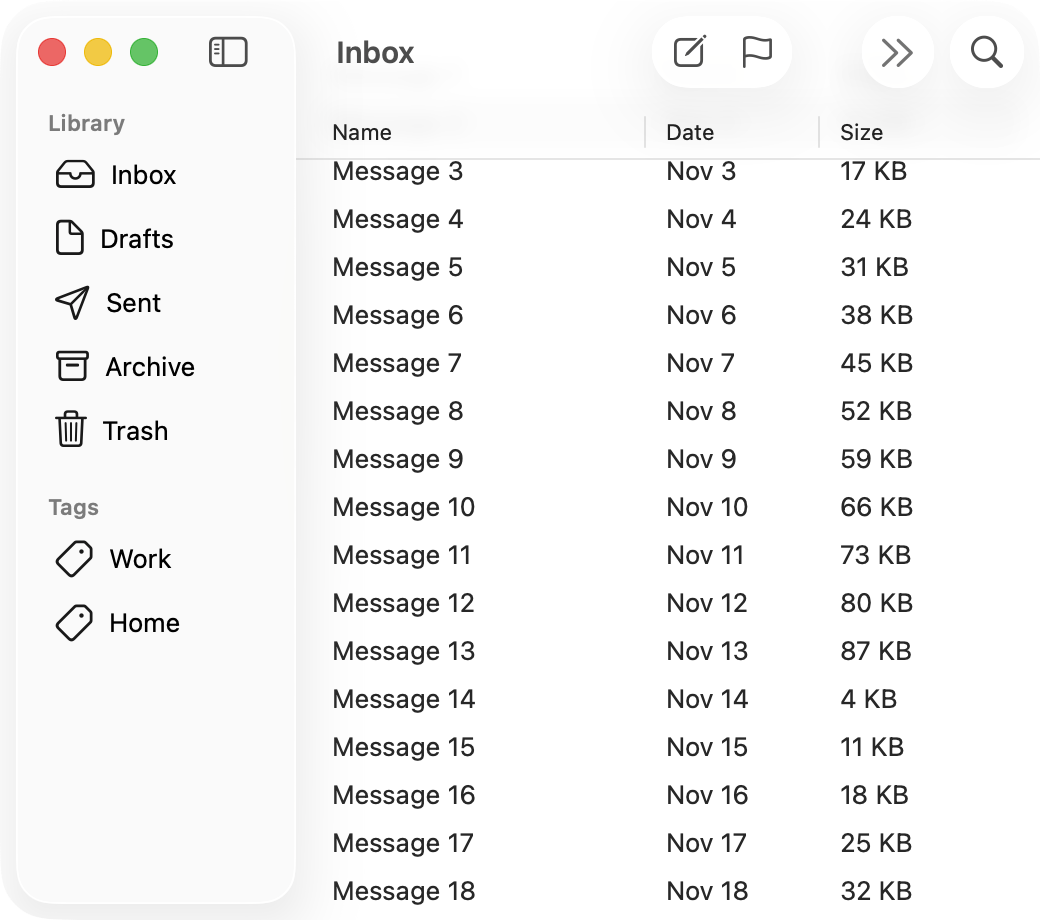 Inbox
Library
Inbox
Drafts
Sent
Archive
Trash
Tags
Work
Home
Name Date Size
Message 3 Nov 3 17 KB
Message 4 Nov 4 24 KB
Message 5 Nov 5 31 KB
Message 6 Nov 6 38 KB
Message 7 Nov 7 45 KB
Message 8 Nov 8 52 KB
Message 9 Nov 9 59 KB
Message 10 Nov 10 66 KB
Message 11 Nov 11 73 KB
Message 12 Nov 12 80 KB
Message 13 Nov 13 87 KB
Message 14 Nov 14 4 KB
Message 15 Nov 15 11 KB
Message 16 Nov 16 18 KB
Message 17 Nov 17 25 KB
Message 18 Nov 18 32 KB